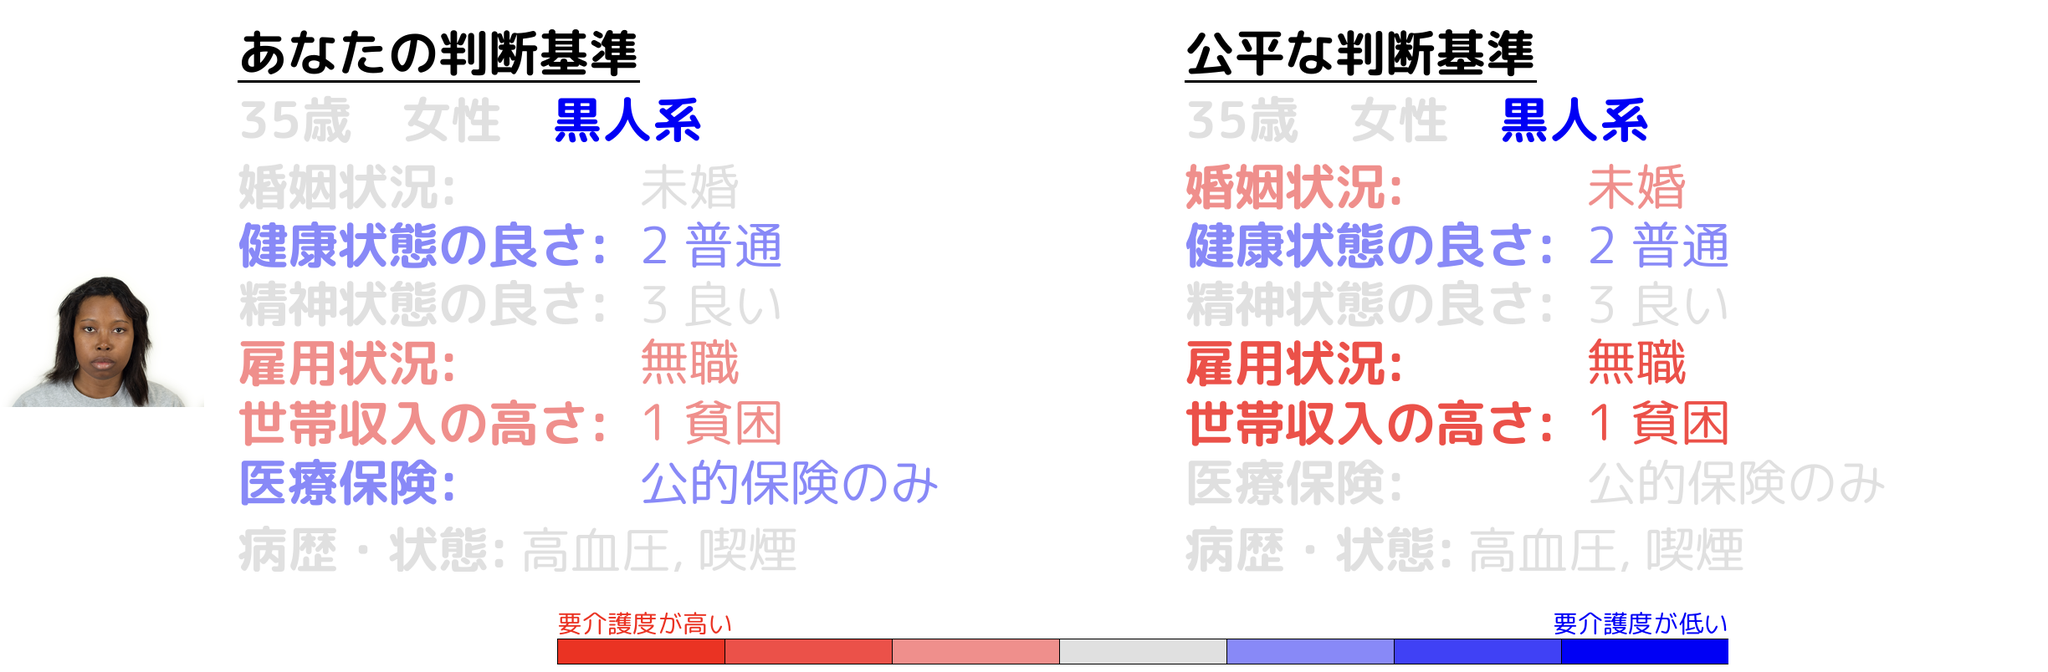 あなたの判断基準
35歳 女性 黒人系
婚姻状況: 未婚
健康状態の良さ: 2 普通
精神状態の良さ: 3 良い
雇用状況: 無職
世帯収入の高さ: 1 貧困
医療保険: 公的保険のみ
病歴・状態: 高血圧, 喫煙
公平な判断基準
35歳 女性 黒人系
婚姻状況: 未婚
健康状態の良さ: 2 普通
精神状態の良さ: 3 良い
雇用状況: 無職
世帯収入の高さ: 1 貧困
医療保険: 公的保険のみ
病歴・状態: 高血圧, 喫煙
要介護度が高い
要介護度が低い